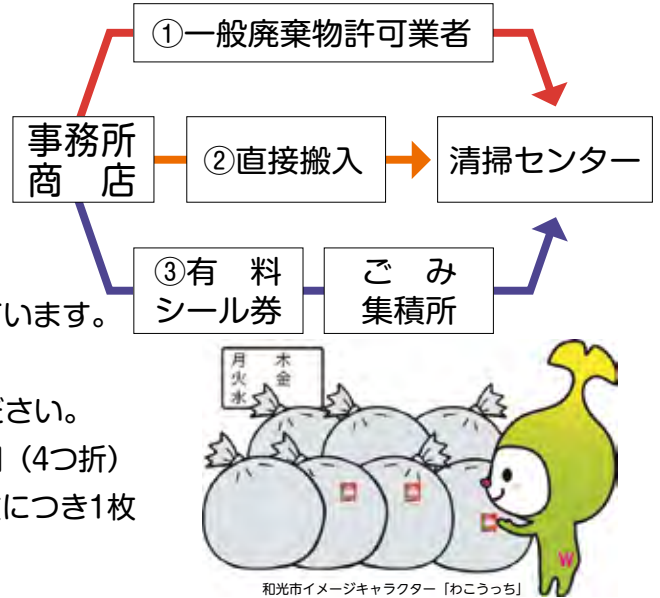 ①一般廃棄物許可業者
事務所
商　店
②直接搬入
清掃センター
③有　料
シール券
ご　み
集積所
ています。
ださい。
（4つ折）
につき1枚
月　木
火　金
水
W
和光市イメージキャラクター「わこうっち」